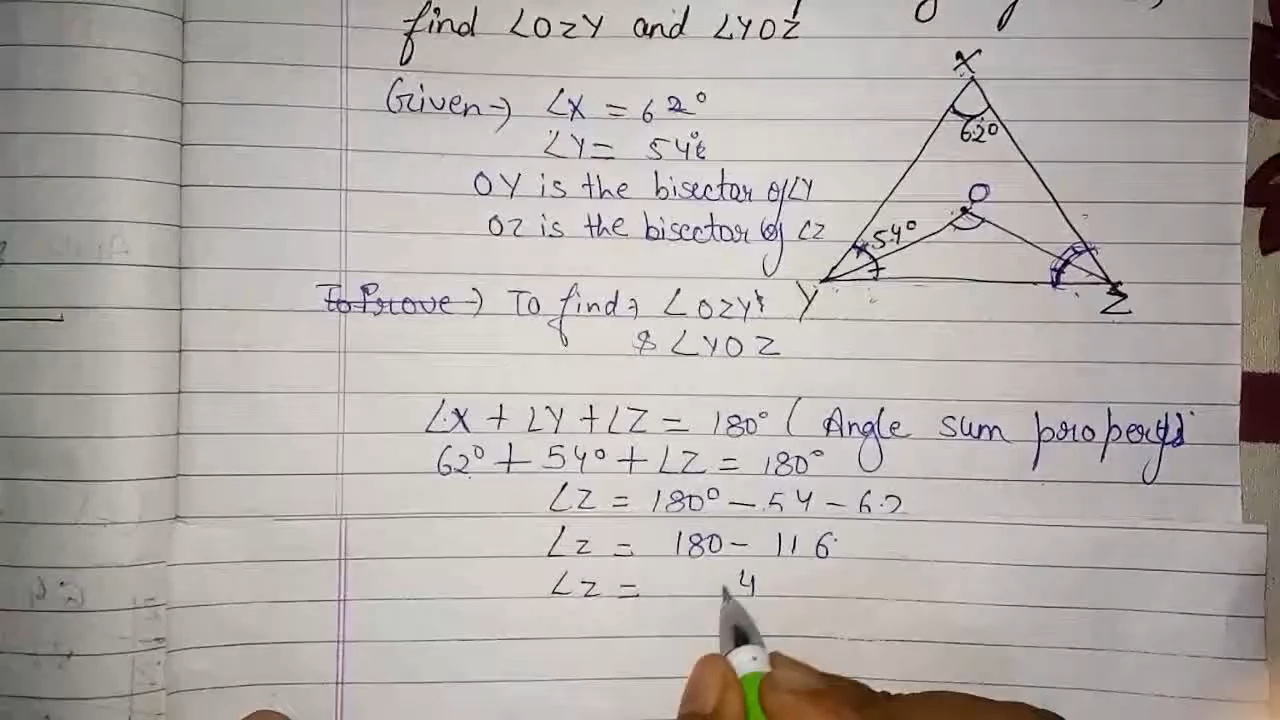 find ∠OZY and ∠YOZ
Given→ ∠X = 62°
∠Y = 54°
OY is the bisector of ∠Y
OZ is the bisector of ∠Z
To Prove → To find → ∠OZY
& ∠YOZ
X
62°
O
54°
Y
Z
∠X + ∠Y + ∠Z = 180° ( Angle sum property)
62° + 54° + ∠Z = 180°
∠Z = 180° - 54 - 62
∠Z = 180 - 116
∠Z = 4